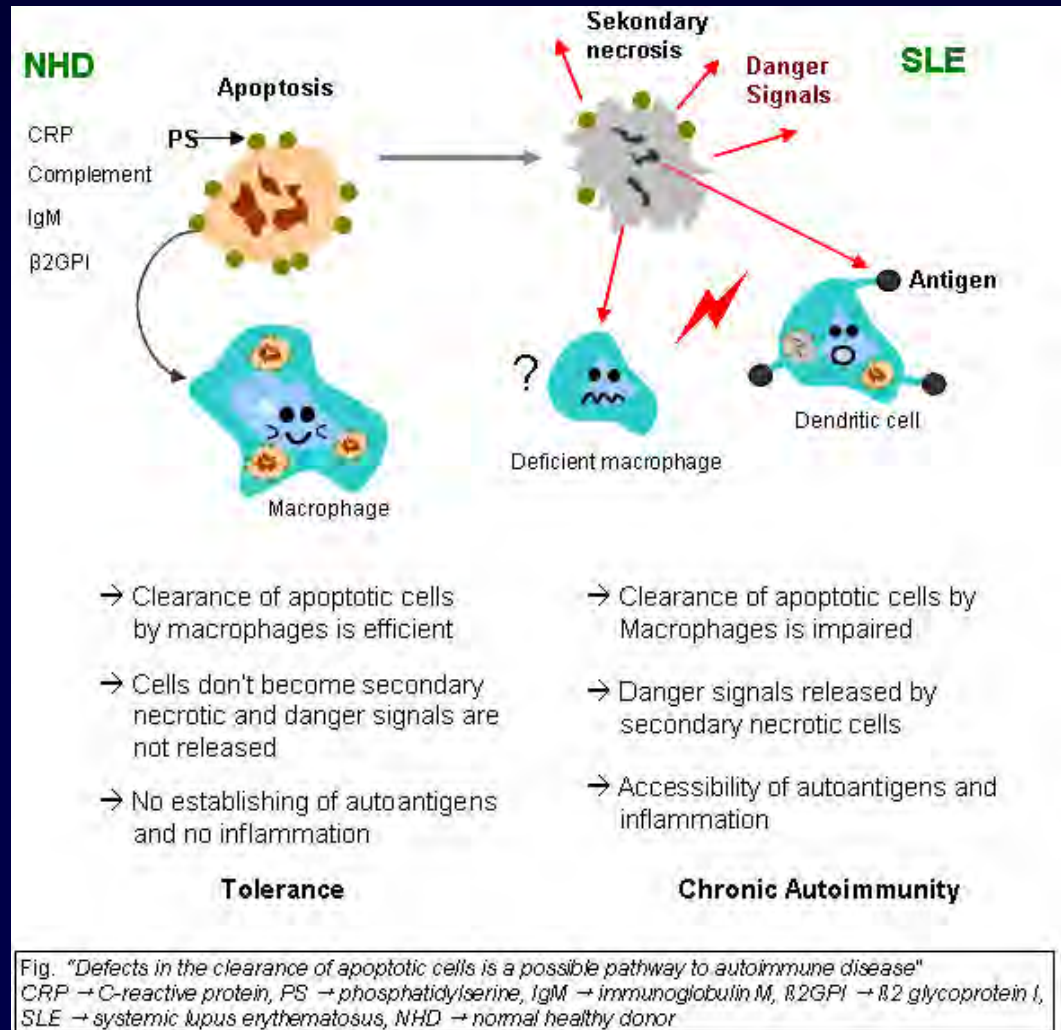 NHD
Apoptosis
CRP
PS
Complement
IgM
β2GPI
Macrophage
Sekondary
necrosis
SLE
Danger
Signals
Antigen
?
Deficient macrophage
Dendritic cell
→ Clearance of apoptotic cells
by macrophages is efficient
→ Cells don't become secondary
necrotic and danger signals are
not released
→ No establishing of autoantigens
and no inflammation
Tolerance
→ Clearance of apoptotic cells by
Macrophages is impaired
→ Danger signals released by
secondary necrotic cells
→ Accessibility of autoantigens and
inflammation
Chronic Autoimmunity
Fig. "Defects in the clearance of apoptotic cells is a possible pathway to autoimmune disease"
CRP → C-reactive protein, PS → phosphatidylserine, IgM → immunoglobulin M, ß2GPI → ß2 glycoprotein I,
SLE → systemic lupus erythematosus, NHD → normal healthy donor